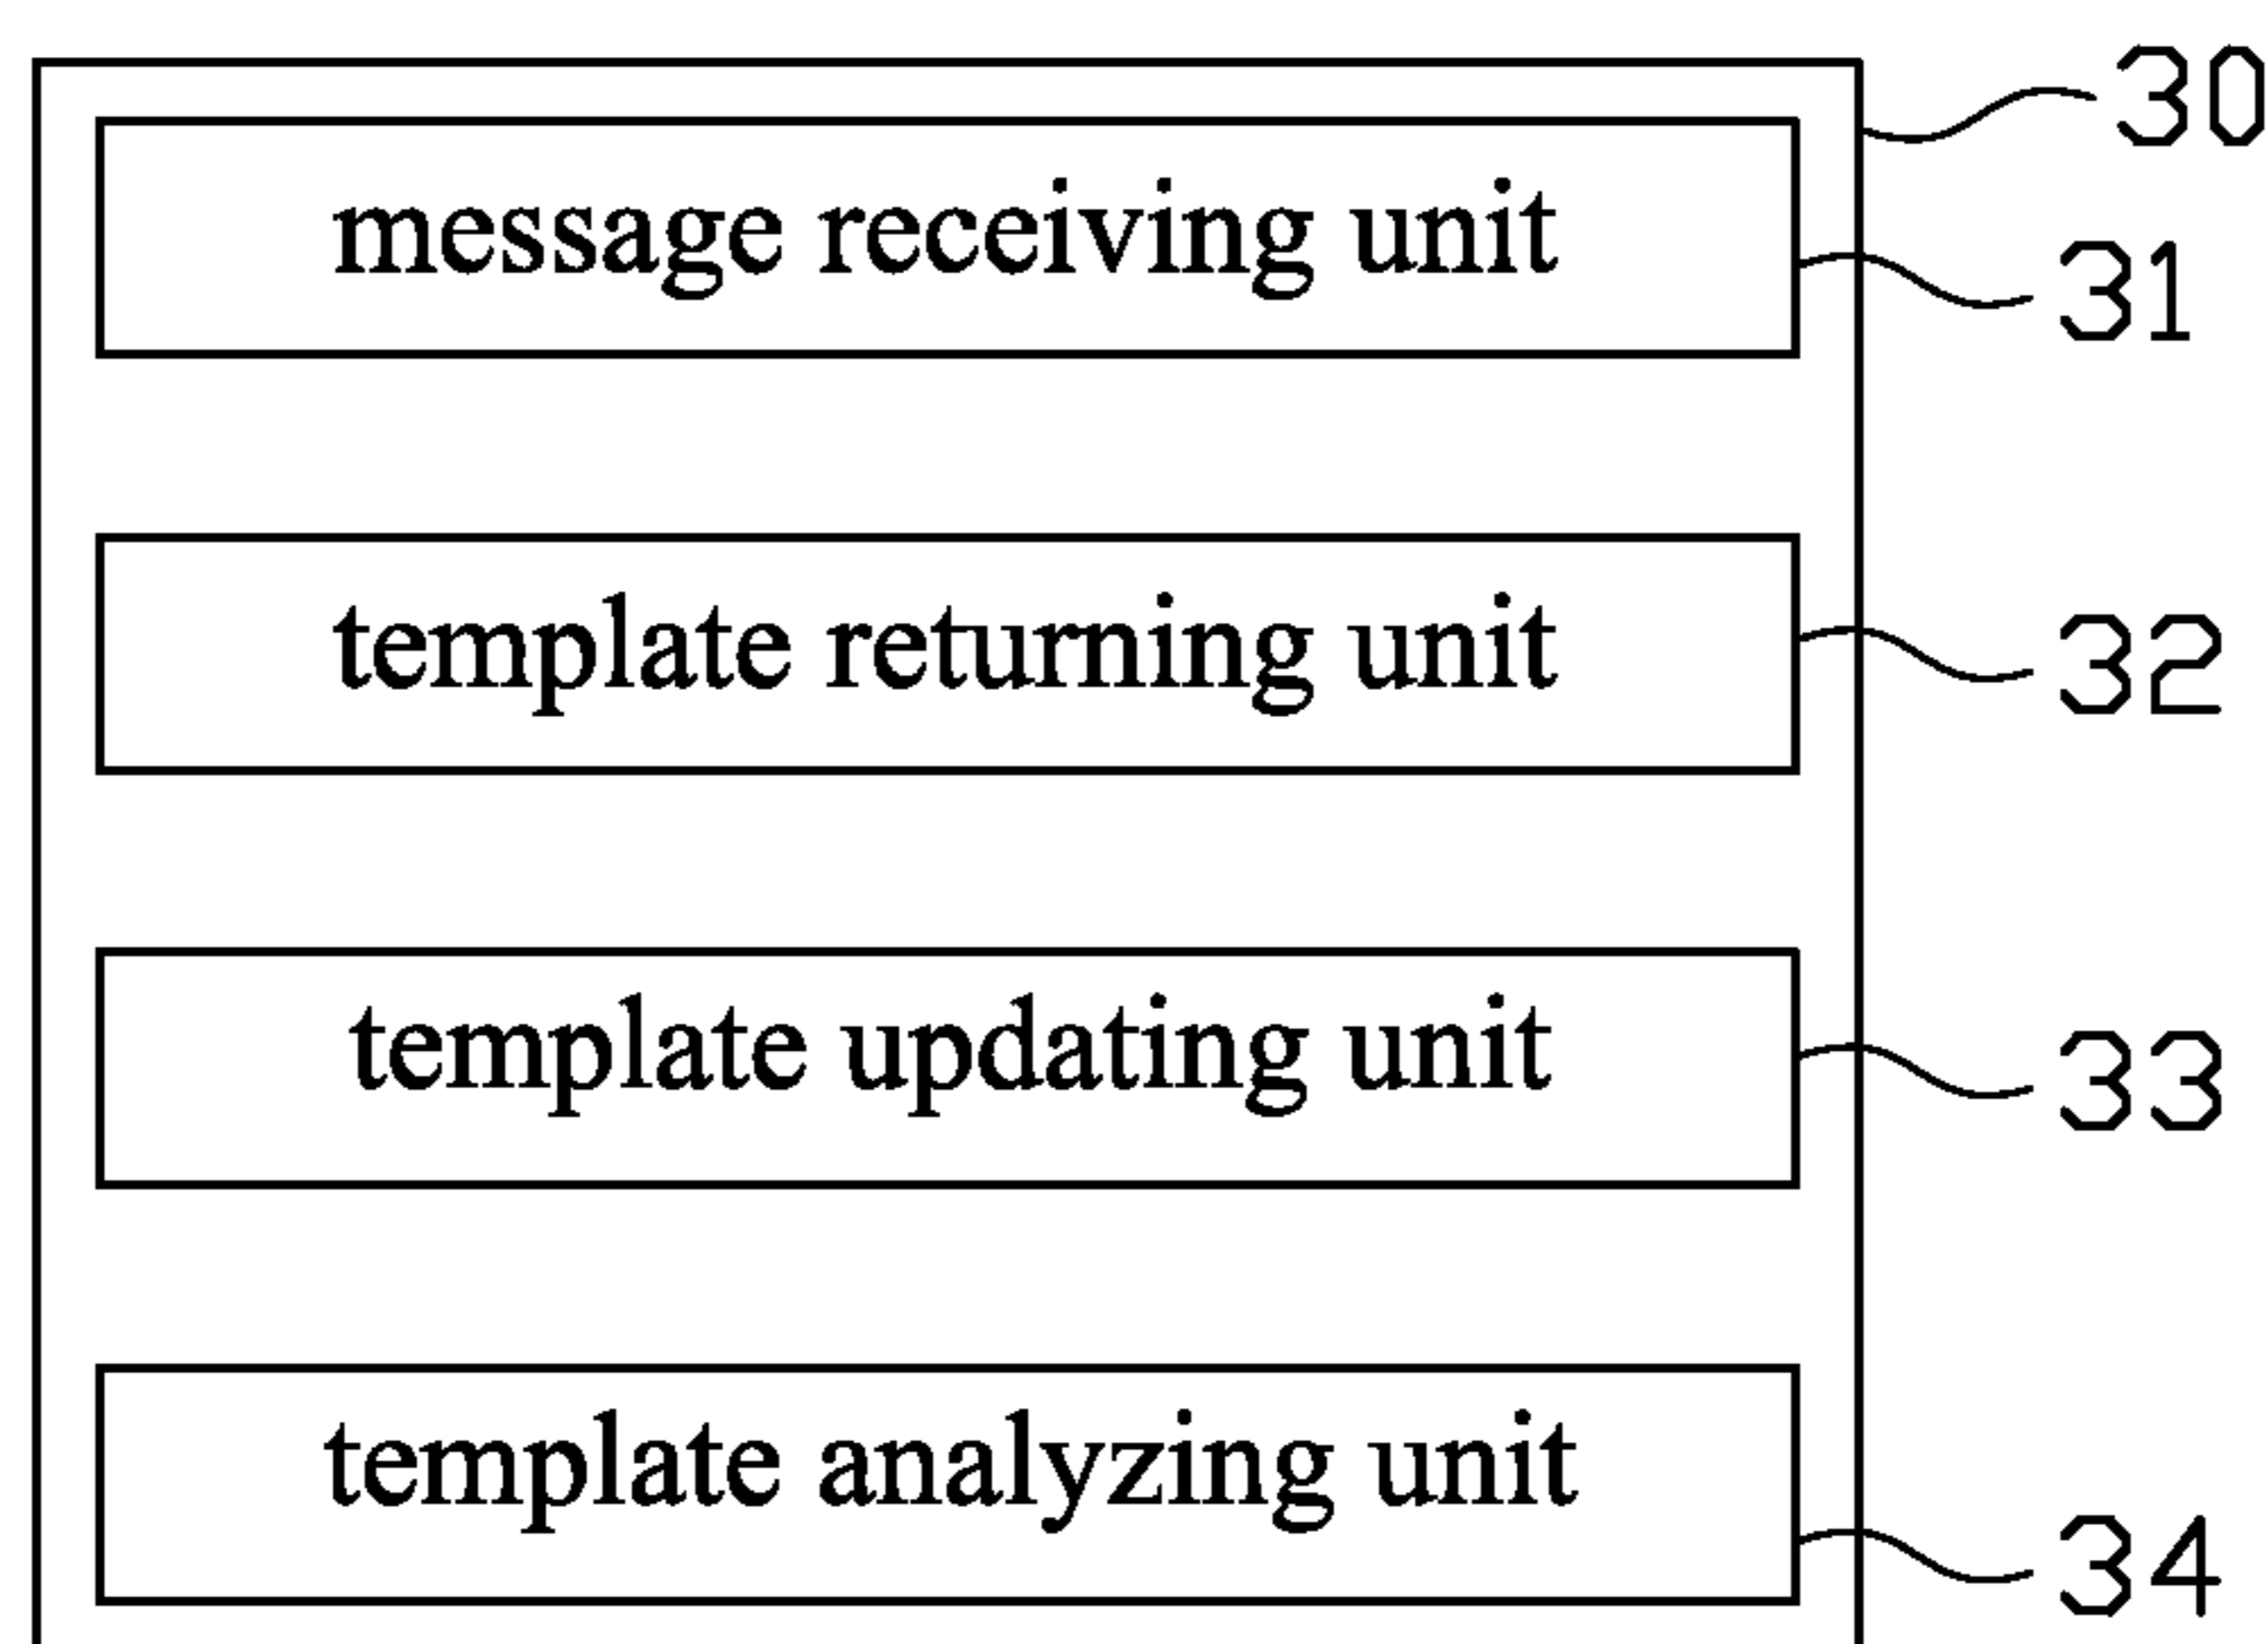 30
message receiving unit
31
template returning unit
32
template updating unit
33
template analyzing unit
34